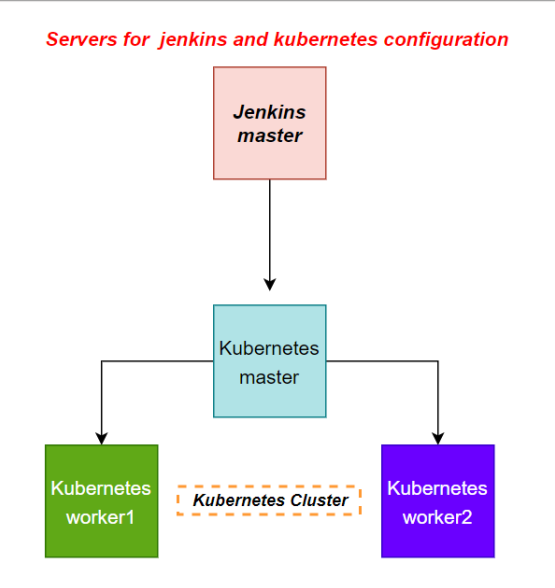 Servers for jenkins and kubernetes configuration
Jenkins
master
Kubernetes
master
Kubernetes
worker1
Kubernetes Cluster
Kubernetes
worker2